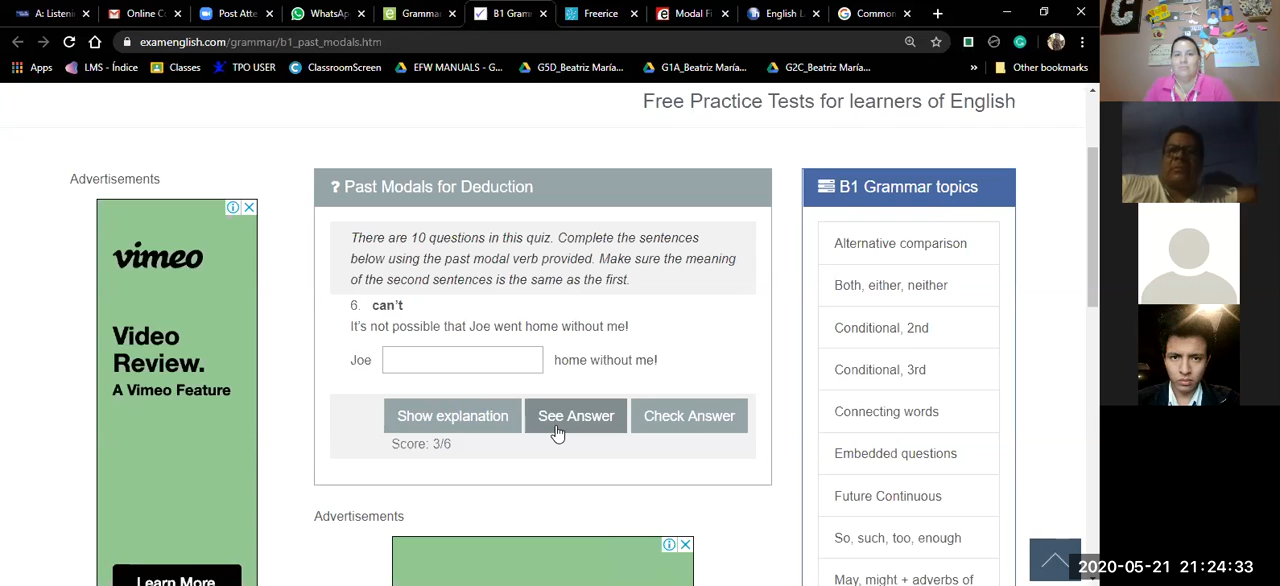 A: Listenin
Online C
Post Atte
WhatsAp
Gramma
B1 Gram
Freerice
Modal Fi
English L
Common
examenglish.com/grammar/b1_past_modals.htm
Apps
LMS - Índice
Classes
TPO USER
ClassroomScreen
EFW MANUALS - G...
G5D_Beatriz María...
G1A_Beatriz María...
G2C_Beatriz María...
»
Other bookmarks
Free Practice Tests for learners of English
Advertisements
vimeo
Video
Review.
A Vimeo Feature
Learn More
? Past Modals for Deduction
There are 10 questions in this quiz. Complete the sentences
below using the past modal verb provided. Make sure the meaning
of the second sentences is the same as the first.
6. can't
It's not possible that Joe went home without me!
Joe home without me!
Show explanation
See Answer
Check Answer
Score: 3/6
Advertisements
B1 Grammar topics
Alternative comparison
Both, either, neither
Conditional, 2nd
Conditional, 3rd
Connecting words
Embedded questions
Future Continuous
So, such, too, enough
May, might + adverbs of
2020-05-21 21:24:33